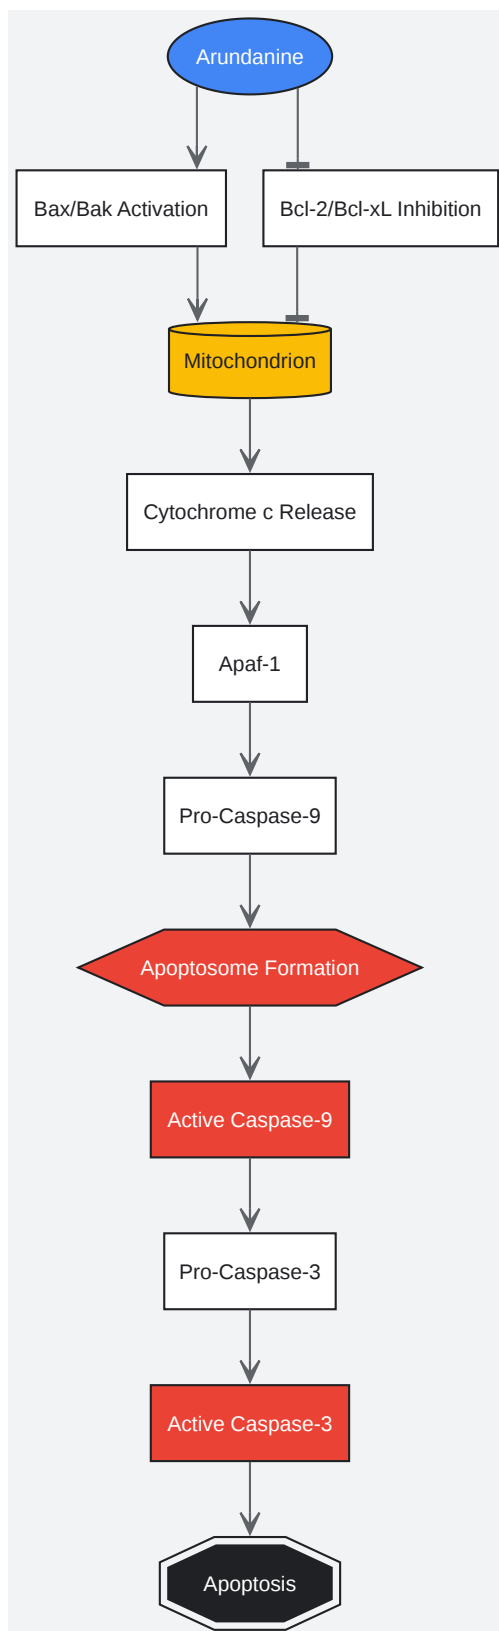 Arundanine
Bax/Bak Activation
Bcl-2/Bcl-xL Inhibition
Mitochondrion
Cytochrome c Release
Apaf-1
Pro-Caspase-9
Apoptosome Formation
Active Caspase-9
Pro-Caspase-3
Active Caspase-3
Apoptosis